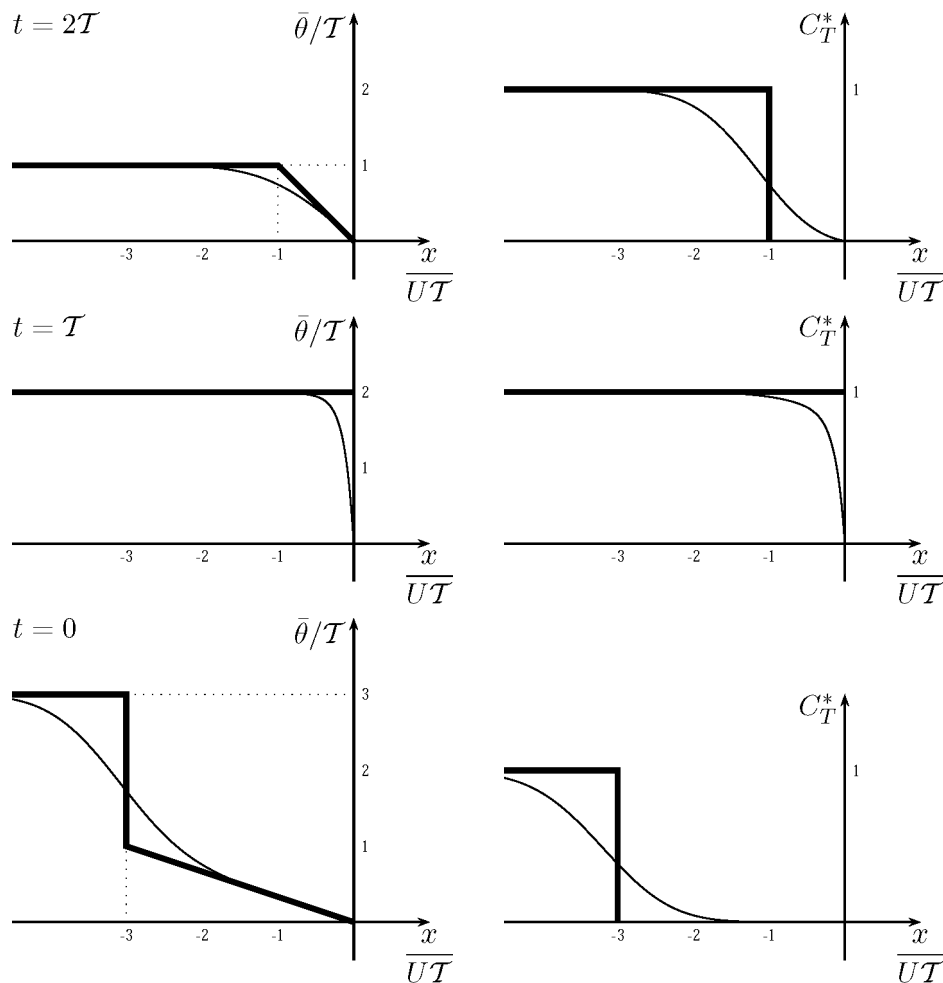 t = 2𝒯
θ̄/𝒯
2
1
-3 -2 -1
x
U𝒯
C*_T
1
-3 -2 -1
x
U𝒯
t = 𝒯
θ̄/𝒯
2
1
-3 -2 -1
x
U𝒯
C*_T
1
-3 -2 -1
x
U𝒯
t = 0
θ̄/𝒯
3
2
1
-3 -2 -1
x
U𝒯
C*_T
1
-3 -2 -1
x
U𝒯